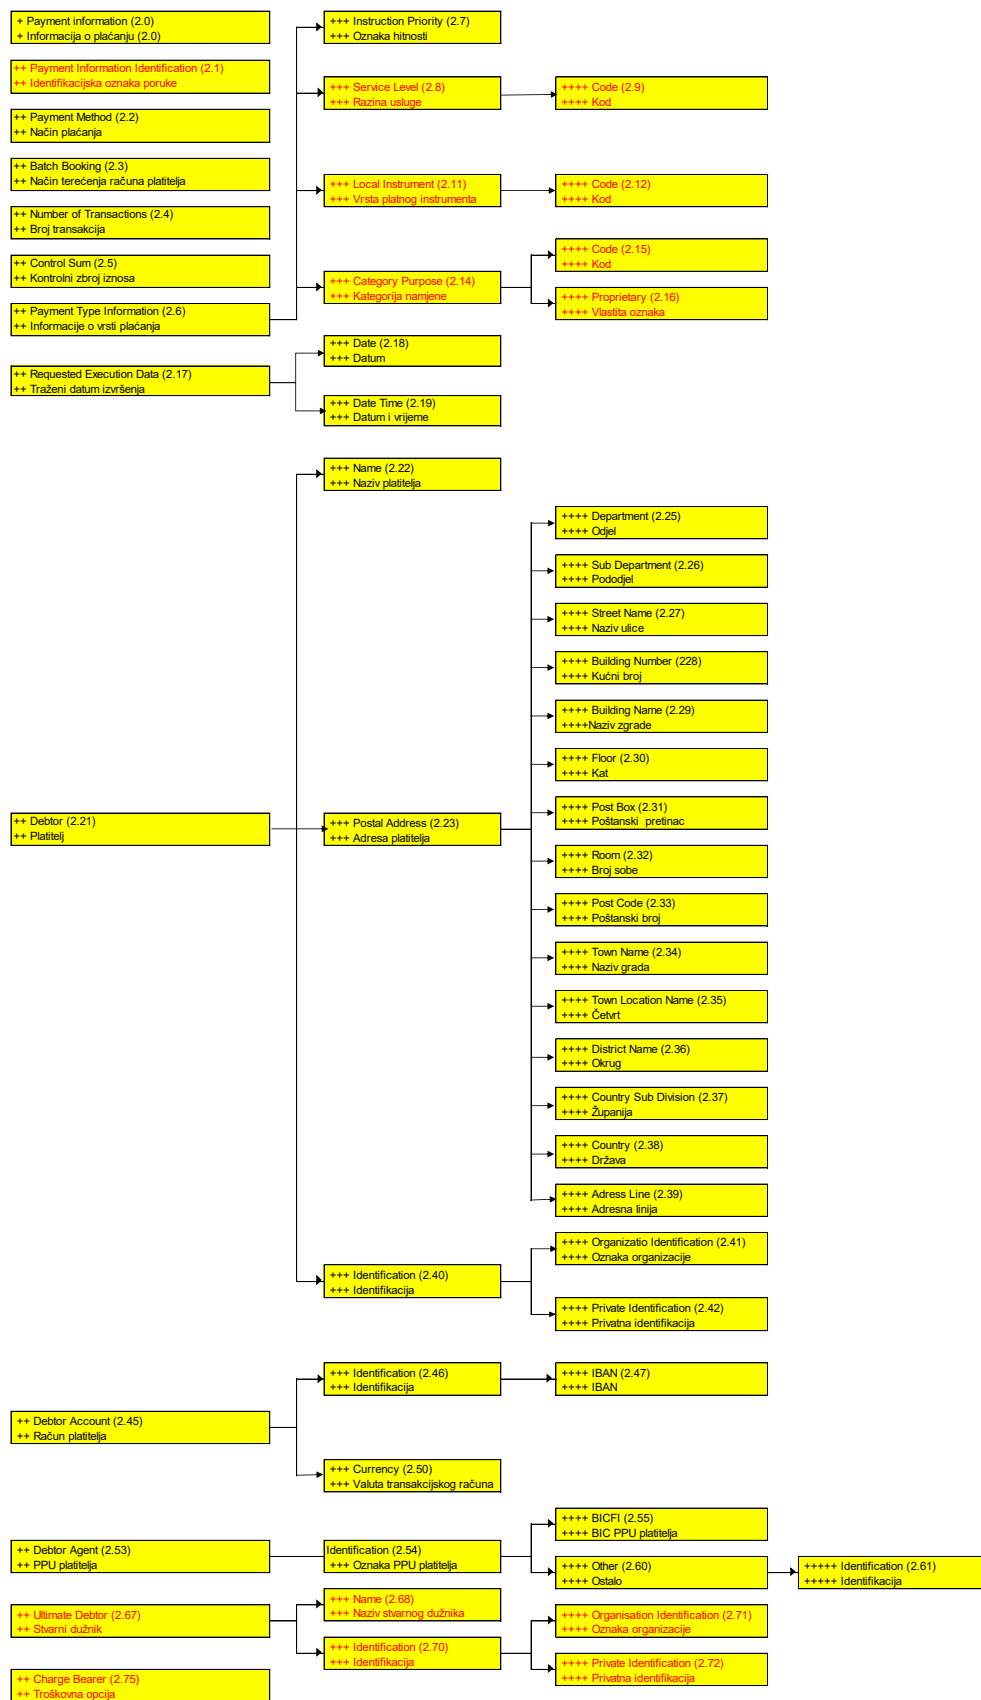 + Payment information (2.0)
+ Informacija o plaćanju (2.0)
+++ Instruction Priority (2.7)
+++ Oznaka hitnosti
++ Payment Information Identification (2.1)
++ Identifikacijska oznaka poruke
+++ Service Level (2.8)
+++ Razina usluge
++++ Code (2.9)
++++ Kod
++ Payment Method (2.2)
++ Način plaćanja
++ Batch Booking (2.3)
++ Način terećenja računa platitelja
+++ Local Instrument (2.11)
+++ Vrsta platnog instrumenta
++++ Code (2.12)
++++ Kod
++ Number of Transactions (2.4)
++ Broj transakcija
++++ Code (2.15)
++++ Kod
++ Control Sum (2.5)
++ Kontrolni zbroj iznosa
+++ Category Purpose (2.14)
+++ Kategorija namjene
++++ Proprietary (2.16)
++++ Vlastita oznaka
++ Payment Type Information (2.6)
++ Informacije o vrsti plaćanja
+++ Date (2.18)
+++ Datum
++ Requested Execution Data (2.17)
++ Traženi datum izvršenja
+++ Date Time (2.19)
+++ Datum i vrijeme
+++ Name (2.22)
+++ Naziv platitelja
++++ Department (2.25)
++++ Odjel
++++ Sub Department (2.26)
++++ Pododjel
++++ Street Name (2.27)
++++ Naziv ulice
++++ Building Number (228)
++++ Kućni broj
++++ Building Name (2.29)
++++Naziv zgrade
++++ Floor (2.30)
++++ Kat
++ Debtor (2.21)
++ Platitelj
+++ Postal Address (2.23)
+++ Adresa platitelja
++++ Post Box (2.31)
++++ Poštanski  pretinac
++++ Room (2.32)
++++ Broj sobe
++++ Post Code (2.33)
++++ Poštanski broj
++++ Town Name (2.34)
++++ Naziv grada
++++ Town Location Name (2.35)
++++ Četvrt
++++ District Name (2.36)
++++ Okrug
++++ Country Sub Division (2.37)
++++ Županija
++++ Country (2.38)
++++ Država
++++ Adress Line (2.39)
++++ Adresna linija
++++ Organizatio Identification (2.41)
++++ Oznaka organizacije
+++ Identification (2.40)
+++ Identifikacija
++++ Private Identification (2.42)
++++ Privatna identifikacija
+++ Identification (2.46)
+++ Identifikacija
++++ IBAN (2.47)
++++ IBAN
++ Debtor Account (2.45)
++ Račun platitelja
+++ Currency (2.50)
+++ Valuta transakcijskog računa
++++ BICFI (2.55)
++++ BIC PPU platitelja
++ Debtor Agent (2.53)
++ PPU platitelja
Identification (2.54)
+++ Oznaka PPU platitelja
++++ Other (2.60)
++++ Ostalo
+++++ Identification (2.61)
+++++ Identifikacija
++ Ultimate Debtor (2.67)
++ Stvarni dužnik
+++ Name (2.68)
+++ Naziv stvarnog dužnika
++++ Organisation Identification (2.71)
++++ Oznaka organizacije
+++ Identification (2.70)
+++ Identifikacija
++++ Private Identification (2.72)
++++ Privatna identifikacija
++ Charge Bearer (2.75)
++ Troškovna opcija